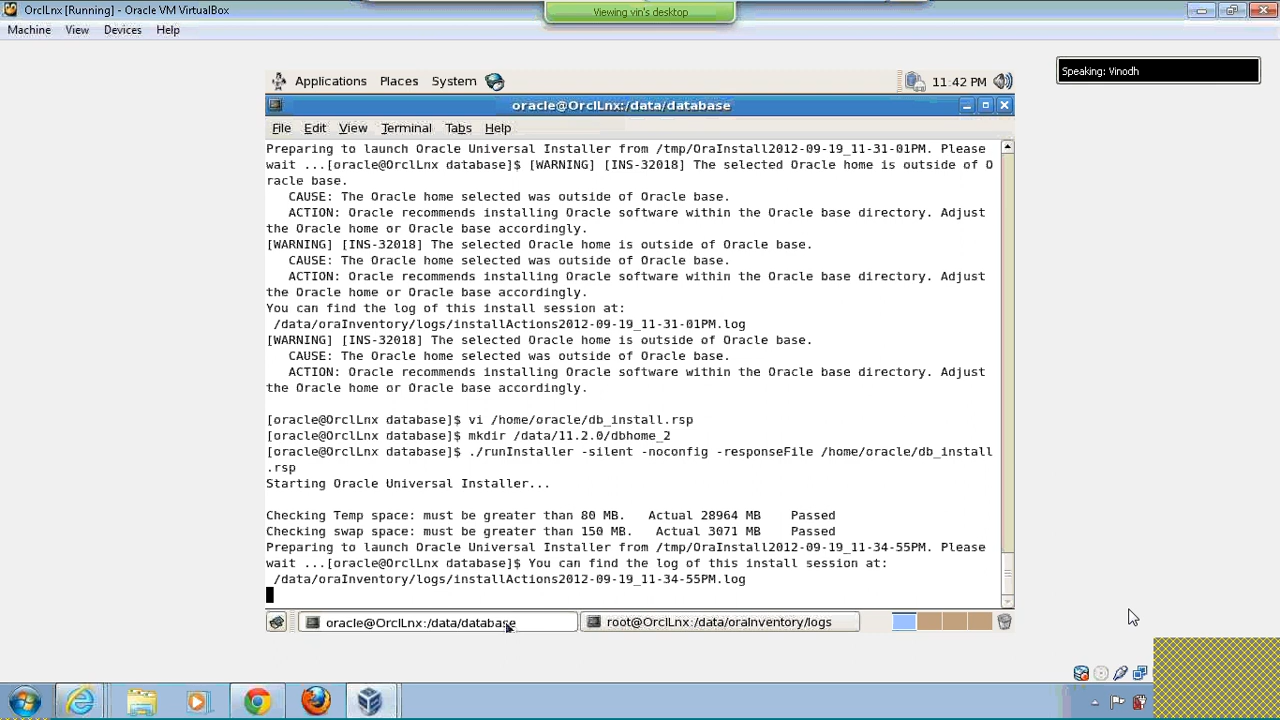 OrclLnx [Running] - Oracle VM VirtualBox
Viewing vin's desktop
Machine View Devices Help
Speaking: Vinodh
Applications Places System 11:42 PM
oracle@OrclLnx:/data/database
File Edit View Terminal Tabs Help
Preparing to launch Oracle Universal Installer from /tmp/OraInstall2012-09-19_11-31-01PM. Please
wait ...[oracle@OrclLnx database]$ [WARNING] [INS-32018] The selected Oracle home is outside of O
racle base.
CAUSE: The Oracle home selected was outside of Oracle base.
ACTION: Oracle recommends installing Oracle software within the Oracle base directory. Adjust
the Oracle home or Oracle base accordingly.
[WARNING] [INS-32018] The selected Oracle home is outside of Oracle base.
CAUSE: The Oracle home selected was outside of Oracle base.
ACTION: Oracle recommends installing Oracle software within the Oracle base directory. Adjust
the Oracle home or Oracle base accordingly.
You can find the log of this install session at:
/data/oraInventory/logs/installActions2012-09-19_11-31-01PM.log
[WARNING] [INS-32018] The selected Oracle home is outside of Oracle base.
CAUSE: The Oracle home selected was outside of Oracle base.
ACTION: Oracle recommends installing Oracle software within the Oracle base directory. Adjust
the Oracle home or Oracle base accordingly.
[oracle@OrclLnx database]$ vi /home/oracle/db_install.rsp
[oracle@OrclLnx database]$ mkdir /data/11.2.0/dbhome_2
[oracle@OrclLnx database]$ ./runInstaller -silent -noconfig -responseFile /home/oracle/db_install
.rsp
Starting Oracle Universal Installer...
Checking Temp space: must be greater than 80 MB. Actual 28964 MB Passed
Checking swap space: must be greater than 150 MB. Actual 3071 MB Passed
Preparing to launch Oracle Universal Installer from /tmp/OraInstall2012-09-19_11-34-55PM. Please
wait ...[oracle@OrclLnx database]$ You can find the log of this install session at:
/data/oraInventory/logs/installActions2012-09-19_11-34-55PM.log
oracle@OrclLnx:/data/database root@OrclLnx:/data/oraInventory/logs